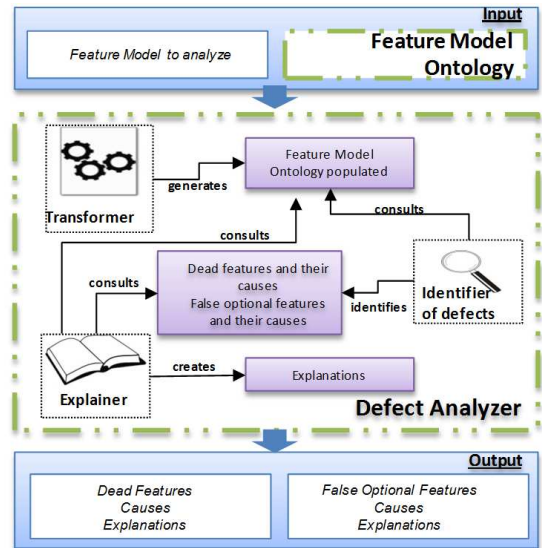 Input
Feature Model to analyze
Feature Model
Ontology
Transformer
generates
Feature Model
Ontology populated
consults
consults
consults
Dead features and their
causes
False optional features
and their causes
identifies
Identifier
of defects
Explainer
creates
Explanations
Defect Analyzer
Output
Dead Features
Causes
Explanations
False Optional Features
Causes
Explanations